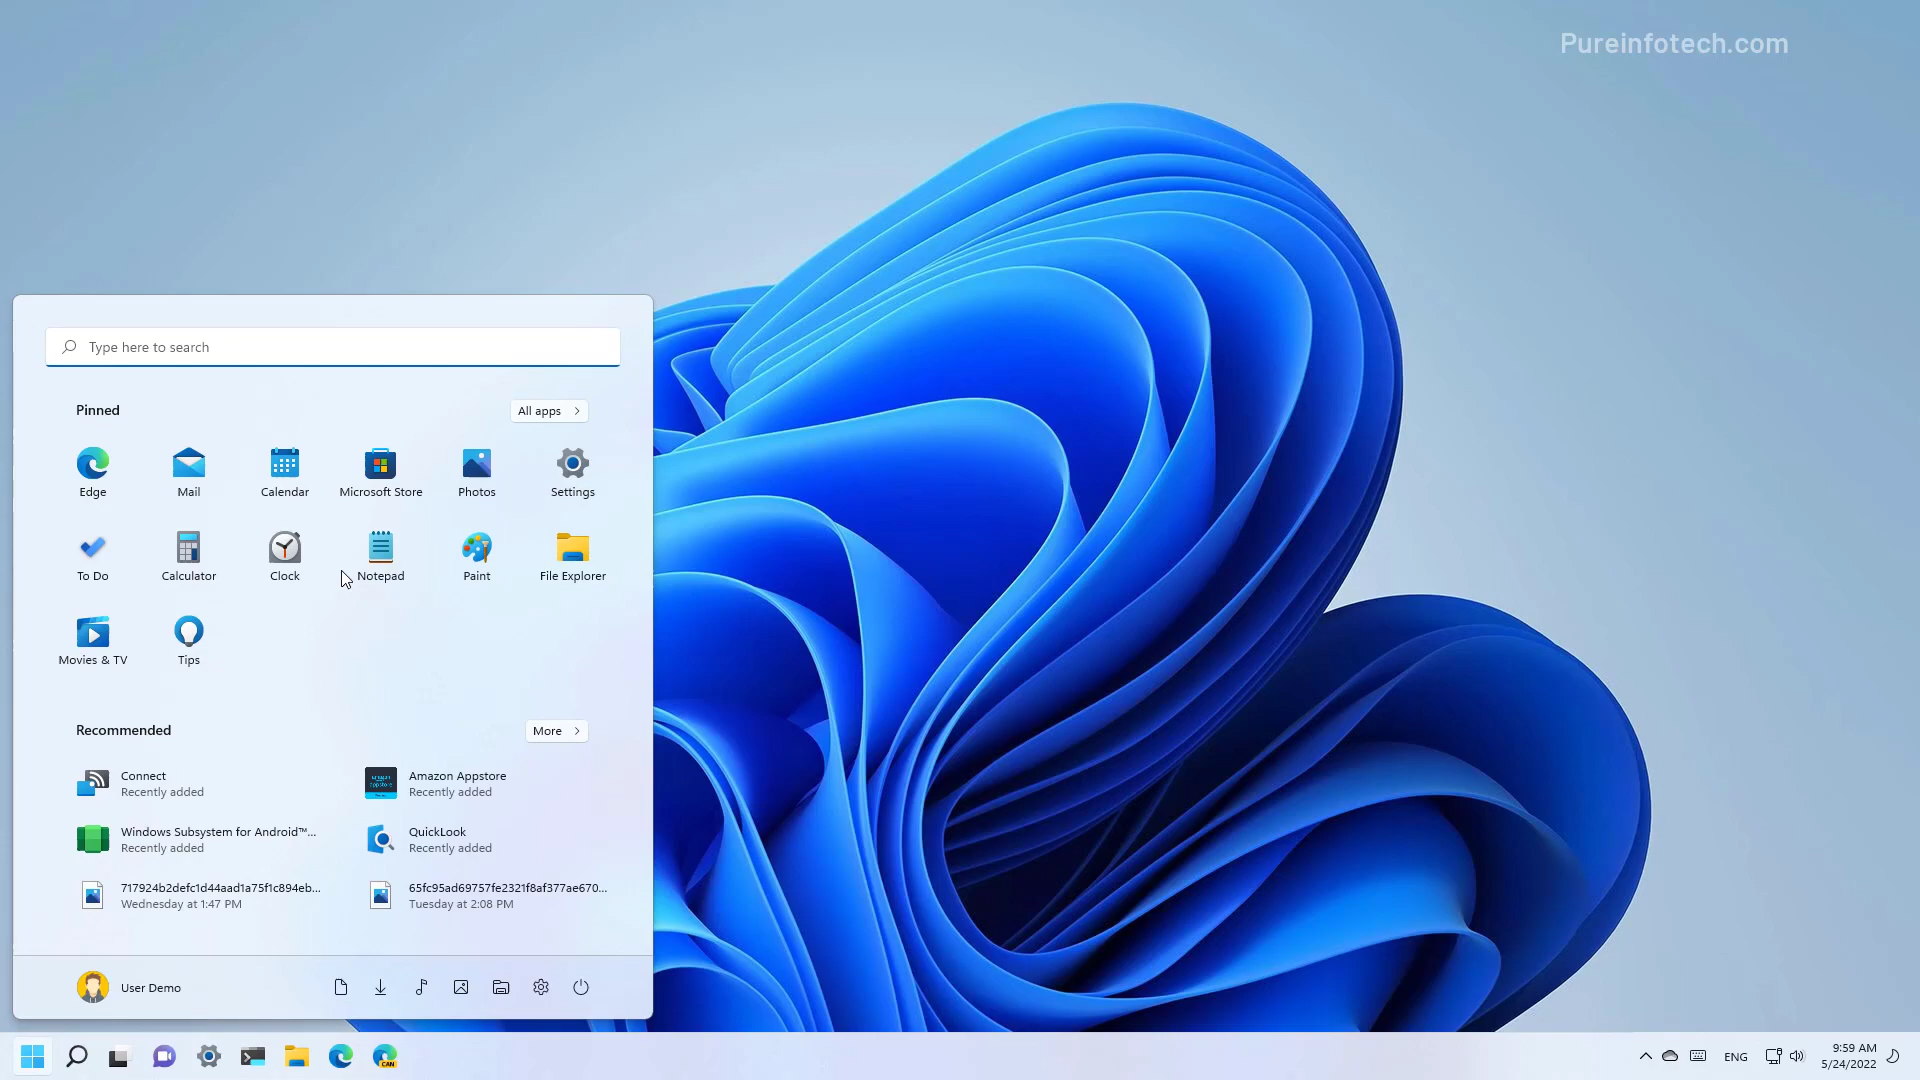 Pureinfotech.com
Type here to search
Pinned
All apps
Edge
Mail
Calendar
Microsoft Store
Photos
Settings
To Do
Calculator
Clock
Notepad
Paint
File Explorer
Movies & TV
Tips
Recommended
More
Connect
Recently added
amazon
appstore
Amazon Appstore
Recently added
Windows Subsystem for Android™...
Recently added
QuickLook
Recently added
717924b2defc1d44aad1a75f1c894eb...
Wednesday at 1:47 PM
65fc95ad69757fe2321f8af377ae670...
Tuesday at 2:08 PM
User Demo
CAN
ENG
9:59 AM
5/24/2022